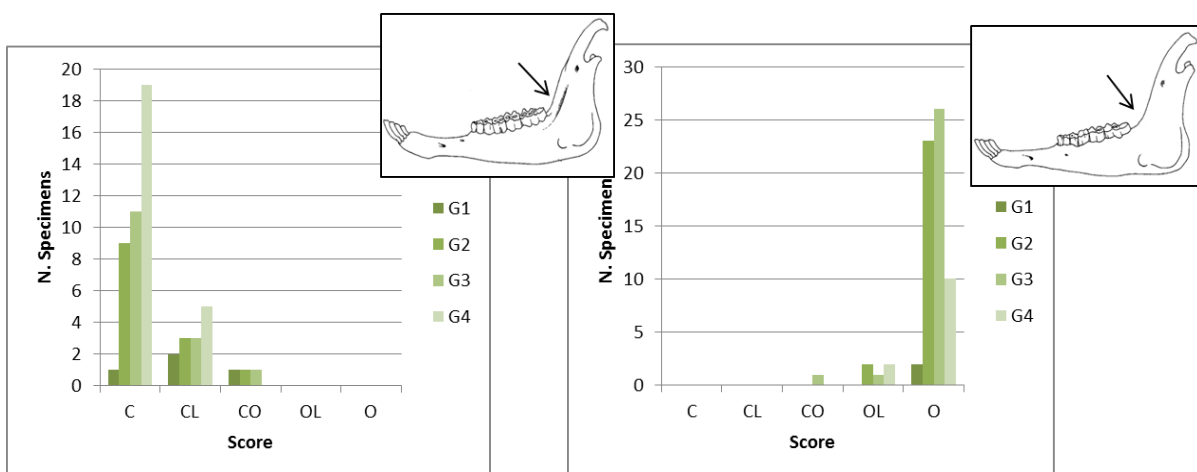 20
18
16
14
12
10
8
6
4
2
0
N. Specimens
C CL CO OL O
Score
G1
G2
G3
G4
30
25
20
15
10
5
0
N. Specimens
C CL CO OL O
Score
G1
G2
G3
G4